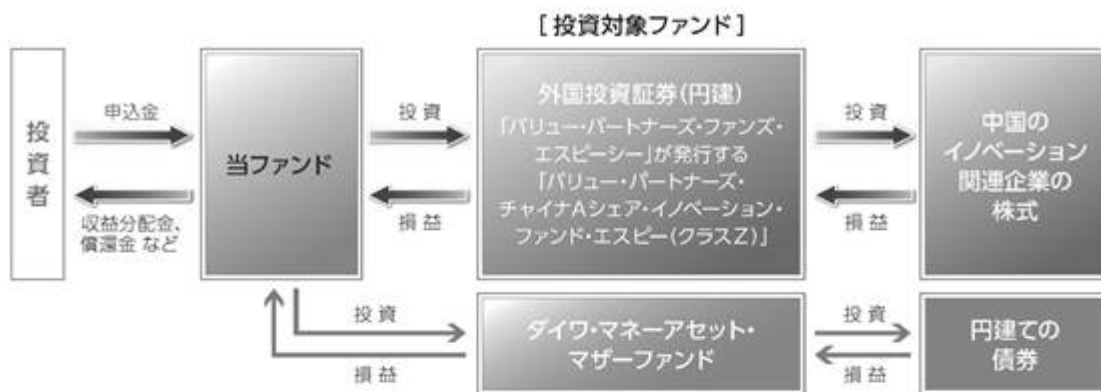 [投資対象ファンド]
投資者
申込金
収益分配金、
償還金 など
当ファンド
投資
損益
外国投資証券(円建)
「バリュー・パートナーズ・ファンズ・
エスピーシー」が発行する
「バリュー・パートナーズ・
チャイナAシェア・イノベーション・
ファンド・エスピー(クラスZ)」
投資
損益
中国の
イノベーション
関連企業の
株式
投資
損益
ダイワ・マネーアセット・
マザーファンド
投資
損益
円建ての
債券